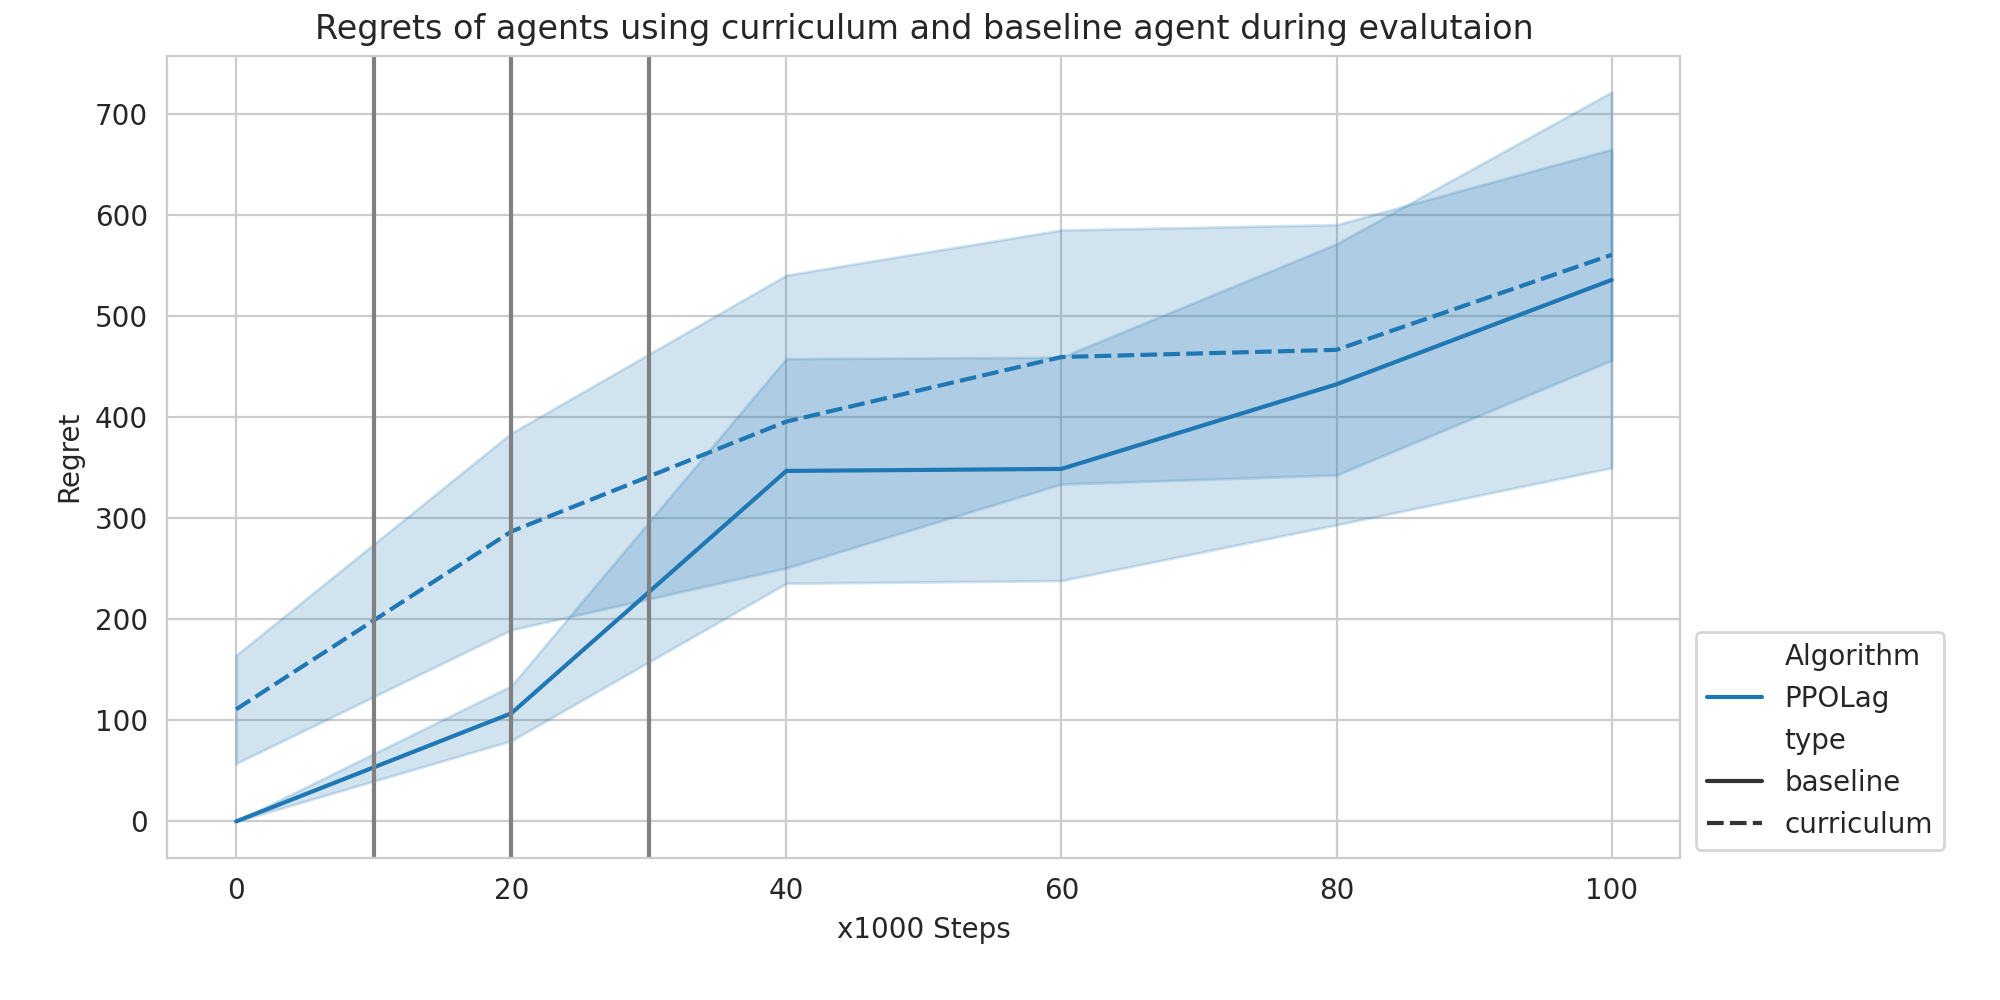 Regrets of agents using curriculum and baseline agent during evalutaion
700
600
500
400
300
200
100
0
Regret
0 20 40 60 80 100
x1000 Steps
Algorithm
PPOLag
type
baseline
curriculum